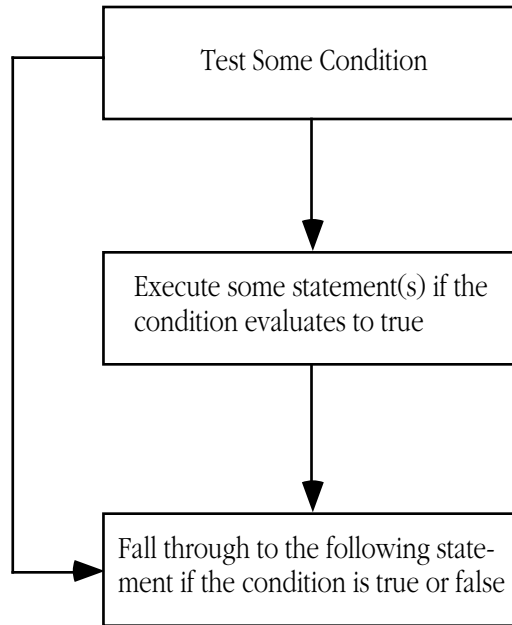 Test Some Condition
Execute some statement(s) if the
condition evaluates to true
Fall through to the following state-
ment if the condition is true or false